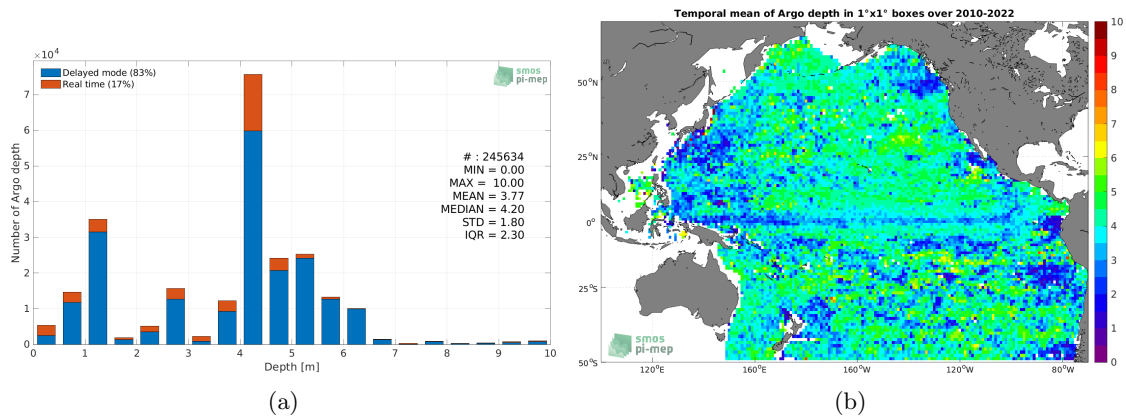 ×10⁴
Delayed mode (83%)
Real time (17%)
smos
pi-mep
# : 245634
MIN = 0.00
MAX = 10.00
MEAN = 3.77
MEDIAN = 4.20
STD = 1.80
IQR = 2.30
Number of Argo depth
7
6
5
4
3
2
1
0
0 1 2 3 4 5 6 7 8 9 10
Depth [m]
(a)
Temporal mean of Argo depth in 1°x1° boxes over 2010-2022
50°N
25°N
0°
25°S
50°S
120°W
160°E
160°W
120°W
80°W
smos
pi-mep
10
9
8
7
6
5
4
3
2
1
0
(b)